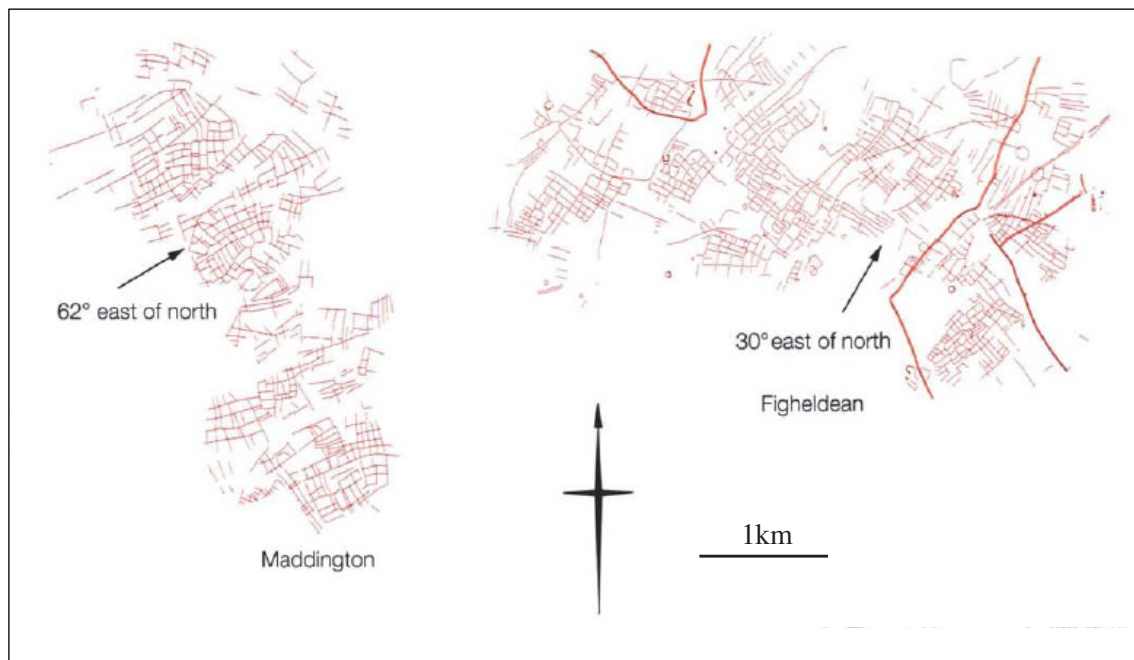 62° east of north
30° east of north
Figheldean
1km
Maddington